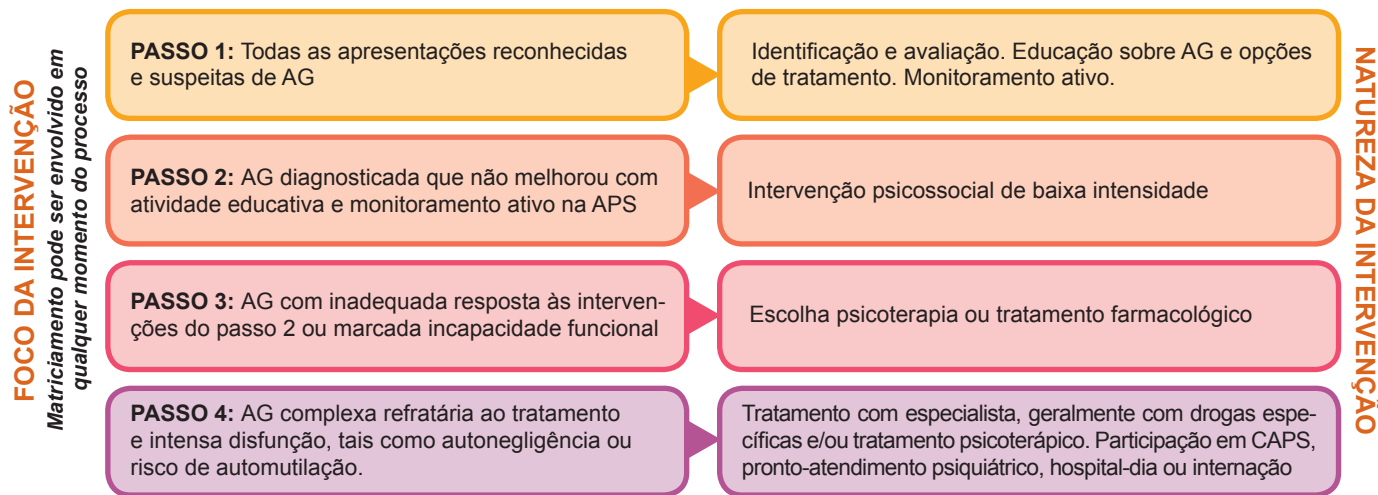 FOCO DA INTERVENÇÃO
Matriciamento pode ser envolvido em
qualquer momento do processo
PASSO 1: Todas as apresentações reconhecidas
e suspeitas de AG
Identificação e avaliação. Educação sobre AG e opções
de tratamento. Monitoramento ativo.
PASSO 2: AG diagnosticada que não melhorou com
atividade educativa e monitoramento ativo na APS
Intervenção psicossocial de baixa intensidade
PASSO 3: AG com inadequada resposta às interven-
ções do passo 2 ou marcada incapacidade funcional
Escolha psicoterapia ou tratamento farmacológico
PASSO 4: AG complexa refratária ao tratamento
e intensa disfunção, tais como autonegligência ou
risco de automutilação.
Tratamento com especialista, geralmente com drogas espe-
cíficas e/ou tratamento psicoterápico. Participação em CAPS,
pronto-atendimento psiquiátrico, hospital-dia ou internação
NATUREZA DA INTERVENÇÃO